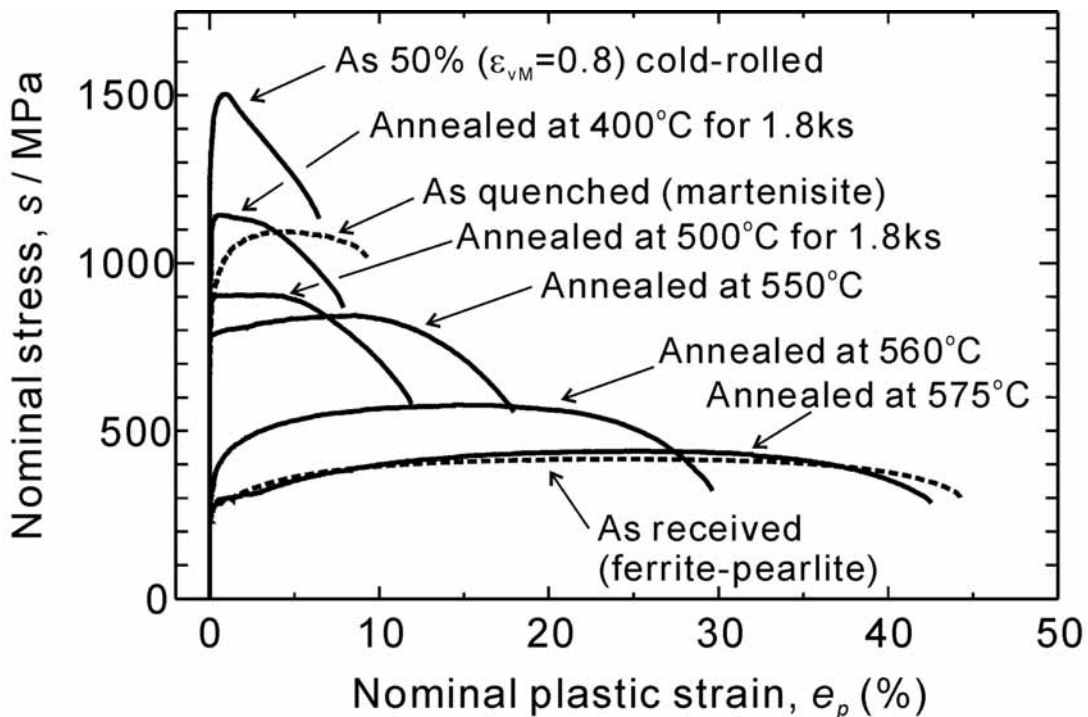 As 50% (εvM=0.8) cold-rolled
1500
Annealed at 400°C for 1.8ks
As quenched (martenisite)
Annealed at 500°C for 1.8ks
1000
Annealed at 550°C
Annealed at 560°C
Annealed at 575°C
500
As received
(ferrite-pearlite)
0
0 10 20 30 40 50
Nominal stress, s / MPa
Nominal plastic strain, ep (%)